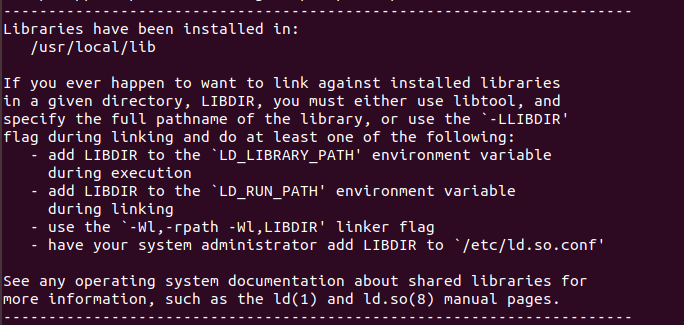 ----------------------------------------------------------------------
Libraries have been installed in:
   /usr/local/lib

If you ever happen to want to link against installed libraries
in a given directory, LIBDIR, you must either use libtool, and
specify the full pathname of the library, or use the `-LLIBDIR'
flag during linking and do at least one of the following:
   - add LIBDIR to the `LD_LIBRARY_PATH' environment variable
     during execution
   - add LIBDIR to the `LD_RUN_PATH' environment variable
     during linking
   - use the `-Wl,-rpath -Wl,LIBDIR' linker flag
   - have your system administrator add LIBDIR to `/etc/ld.so.conf'

See any operating system documentation about shared libraries for
more information, such as the ld(1) and ld.so(8) manual pages.
----------------------------------------------------------------------